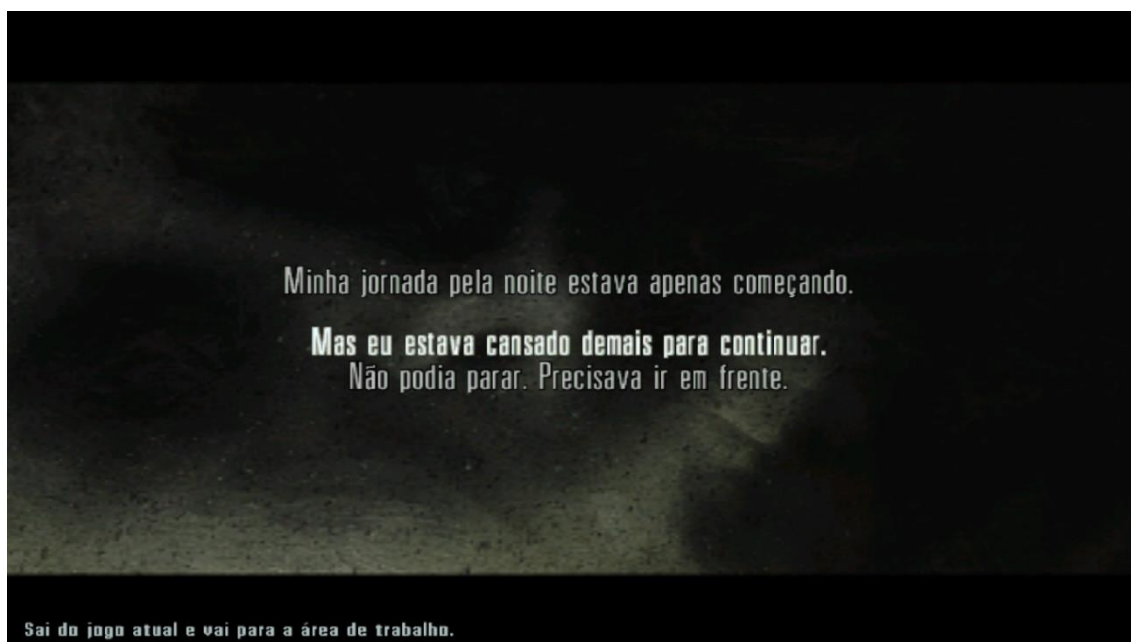 Minha jornada pela noite estava apenas começando.
Mas eu estava cansado demais para continuar.
Não podia parar. Precisava ir em frente.
Sai do jogo atual e vai para a área de trabalho.